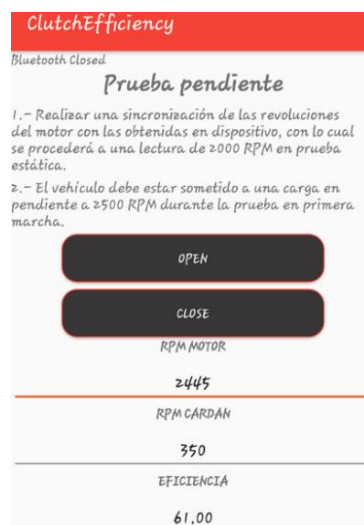 ClutchEfficiency
Bluetooth Closed
Prueba pendiente
1.- Realizar una sincronización de las revoluciones
del motor con las obtenidas en dispositivo, con lo cual
se procederá a una lectura de 2000 RPM en prueba
estática.
2.- El vehículo debe estar sometido a una carga en
pendiente a 2500 RPM durante la prueba en primera
marcha.
OPEN
CLOSE
RPM MOTOR
2445
RPM CARDÁN
350
EFICIENCIA
61.00